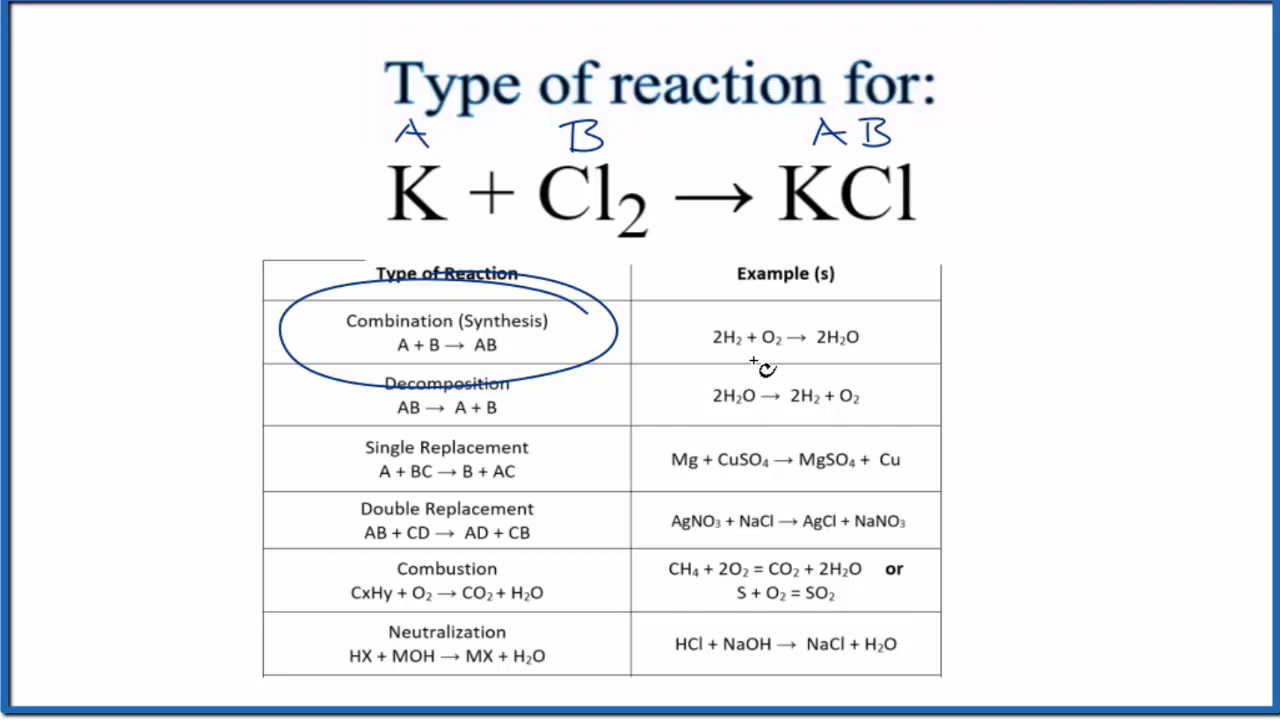 Type of reaction for:
A B AB
K + Cl₂ → KCl
Type of Reaction Example (s)
Combination (Synthesis)
A + B → AB
2H₂ + O₂ → 2H₂O
Decomposition
AB → A + B
2H₂O → 2H₂ + O₂
Single Replacement
A + BC → B + AC
Mg + CuSO₄ → MgSO₄ + Cu
Double Replacement
AB + CD → AD + CB
AgNO₃ + NaCl → AgCl + NaNO₃
Combustion
CxHy + O₂ → CO₂ + H₂O
CH₄ + 2O₂ = CO₂ + 2H₂O or
S + O₂ = SO₂
Neutralization
HX + MOH → MX + H₂O
HCl + NaOH → NaCl + H₂O